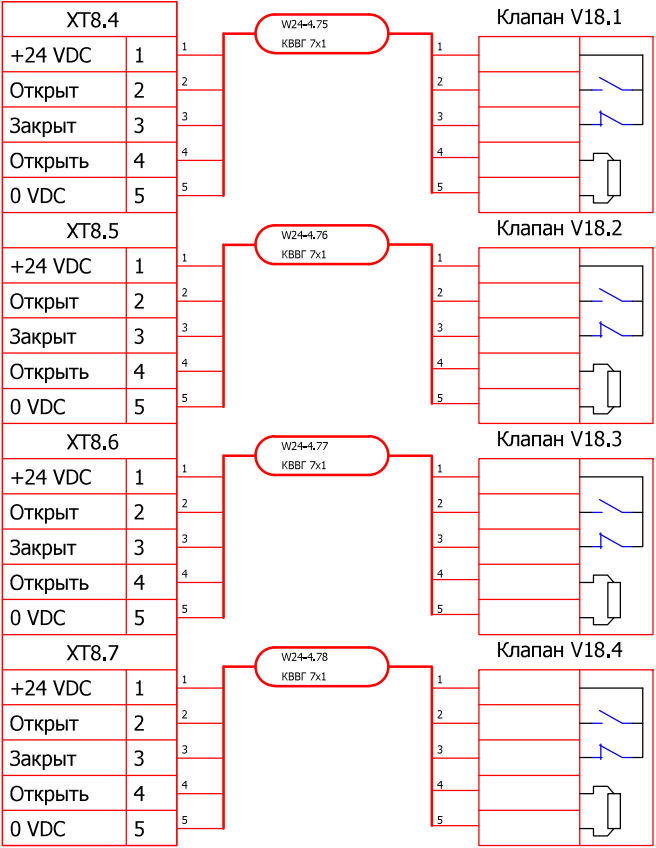 XT8.4
+24 VDC 1
Открыт 2
Закрыт 3
Открыть 4
0 VDC 5
1
2
3
4
5
W24-4.75
КВВГ 7x1
1
2
3
4
5
Клапан V18.1
XT8.5
+24 VDC 1
Открыт 2
Закрыт 3
Открыть 4
0 VDC 5
1
2
3
4
5
W24-4.76
КВВГ 7x1
1
2
3
4
5
Клапан V18.2
XT8.6
+24 VDC 1
Открыт 2
Закрыт 3
Открыть 4
0 VDC 5
1
2
3
4
5
W24-4.77
КВВГ 7x1
1
2
3
4
5
Клапан V18.3
XT8.7
+24 VDC 1
Открыт 2
Закрыт 3
Открыть 4
0 VDC 5
1
2
3
4
5
W24-4.78
КВВГ 7x1
1
2
3
4
5
Клапан V18.4